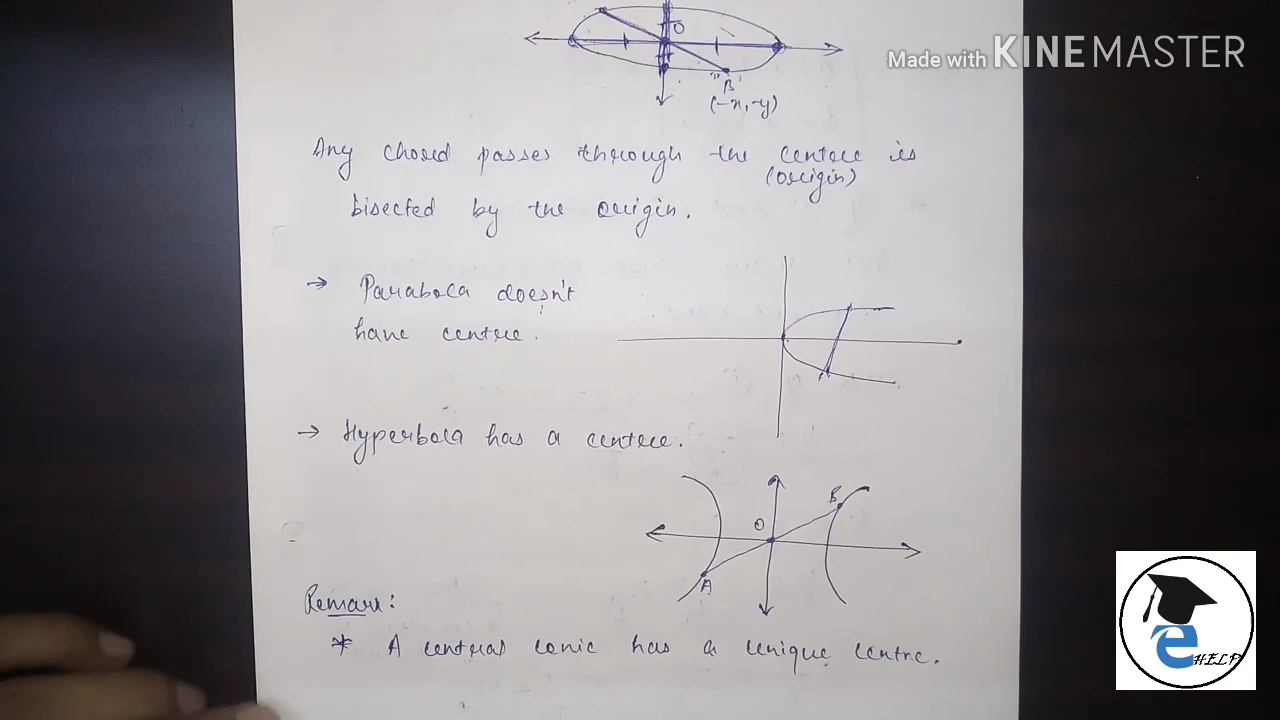 Made with KINEMASTER
O
B
(-x, -y)
Any chord passes through the centre is
(origin)
bisected by the origin.
→ Parabola doesn't
have centre.
→ Hyperbola has a centre.
B
O
A
Remark:
* A central conic has a unique centre.
e HELP